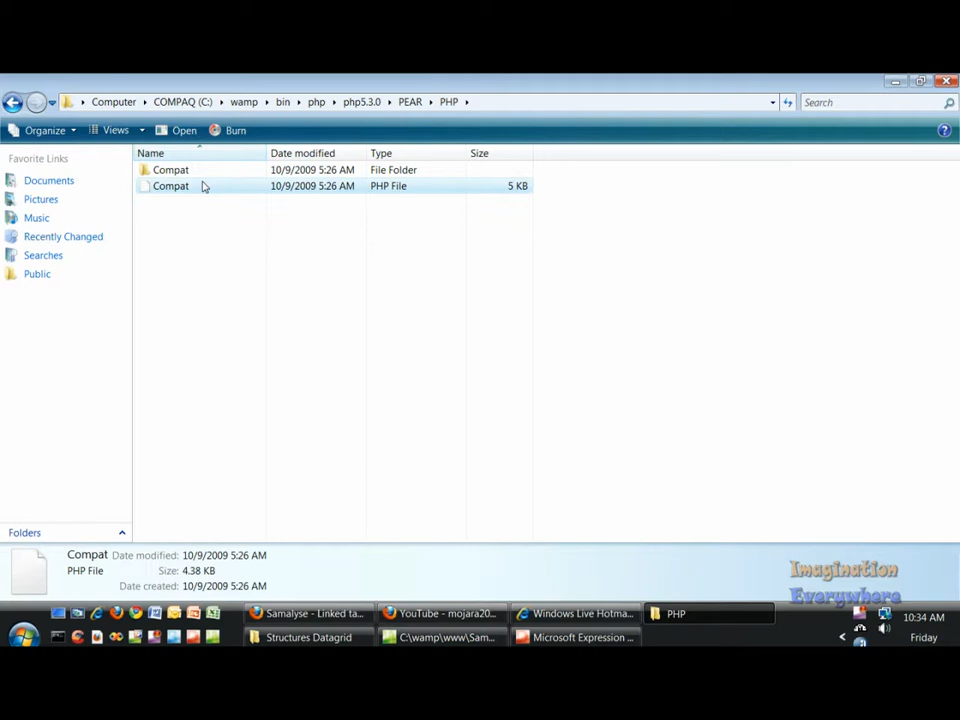 Computer COMPAQ (C:) wamp bin php php5.3.0 PEAR PHP Search
Organize Views Open Burn
Favorite Links
Documents
Pictures
Music
Recently Changed
Searches
Public
Folders
Name Date modified Type Size
Compat 10/9/2009 5:26 AM File Folder
Compat 10/9/2009 5:26 AM PHP File 5 KB
Compat Date modified: 10/9/2009 5:26 AM
PHP File Size: 4.38 KB
Date created: 10/9/2009 5:26 AM
Imagination
Everywhere
Samalyse - Linked ta... YouTube - mojara20... Windows Live Hotma... PHP
Structures Datagrid C:\wamp\www\Sam... Microsoft Expression ...
10:34 AM
Friday